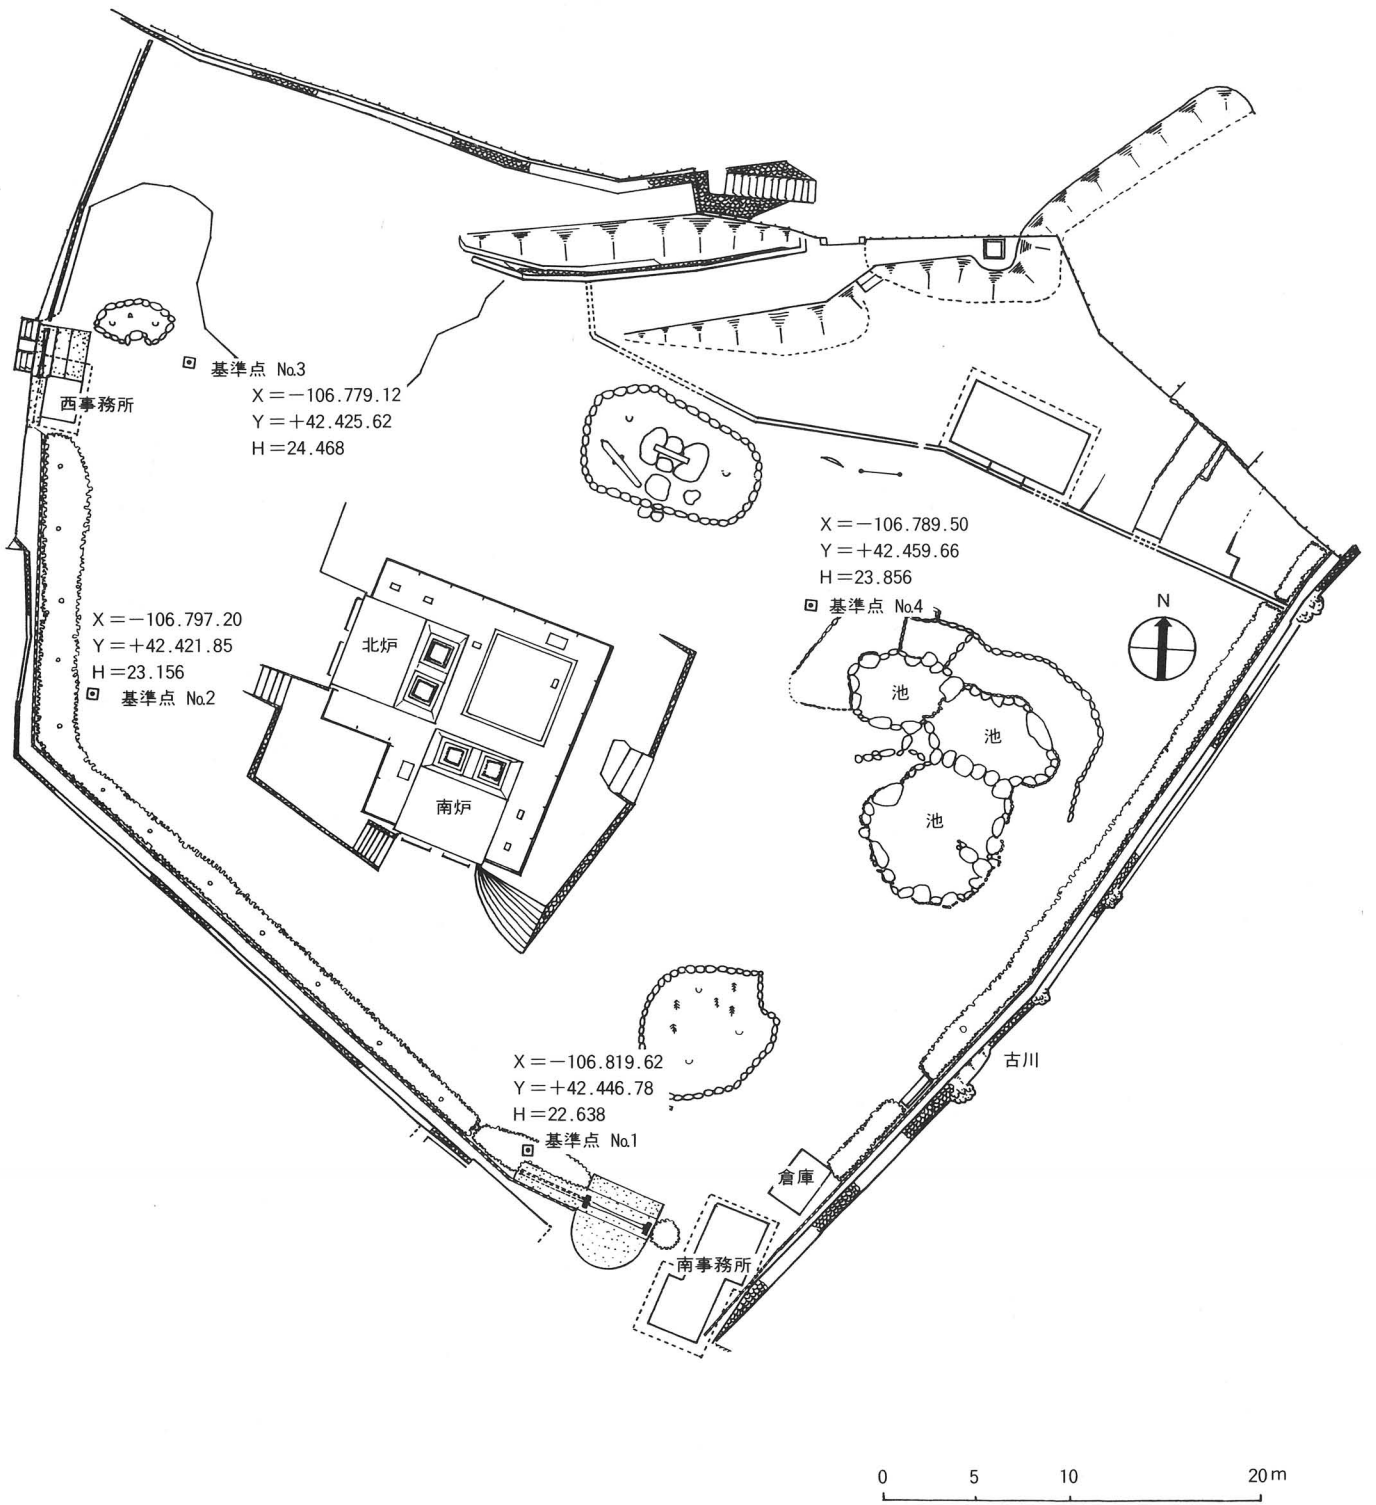 基準点 No.3
X=-106.779.12
Y=+42.425.62
H=24.468
西事務所
X=-106.789.50
Y=+42.459.66
H=23.856
基準点 No.4
N
X=-106.797.20
Y=+42.421.85
H=23.156
基準点 No.2
北炉
南炉
池
池
池
X=-106.819.62
Y=+42.446.78
H=22.638
基準点 No.1
古川
倉庫
南事務所
0 5 10 20m